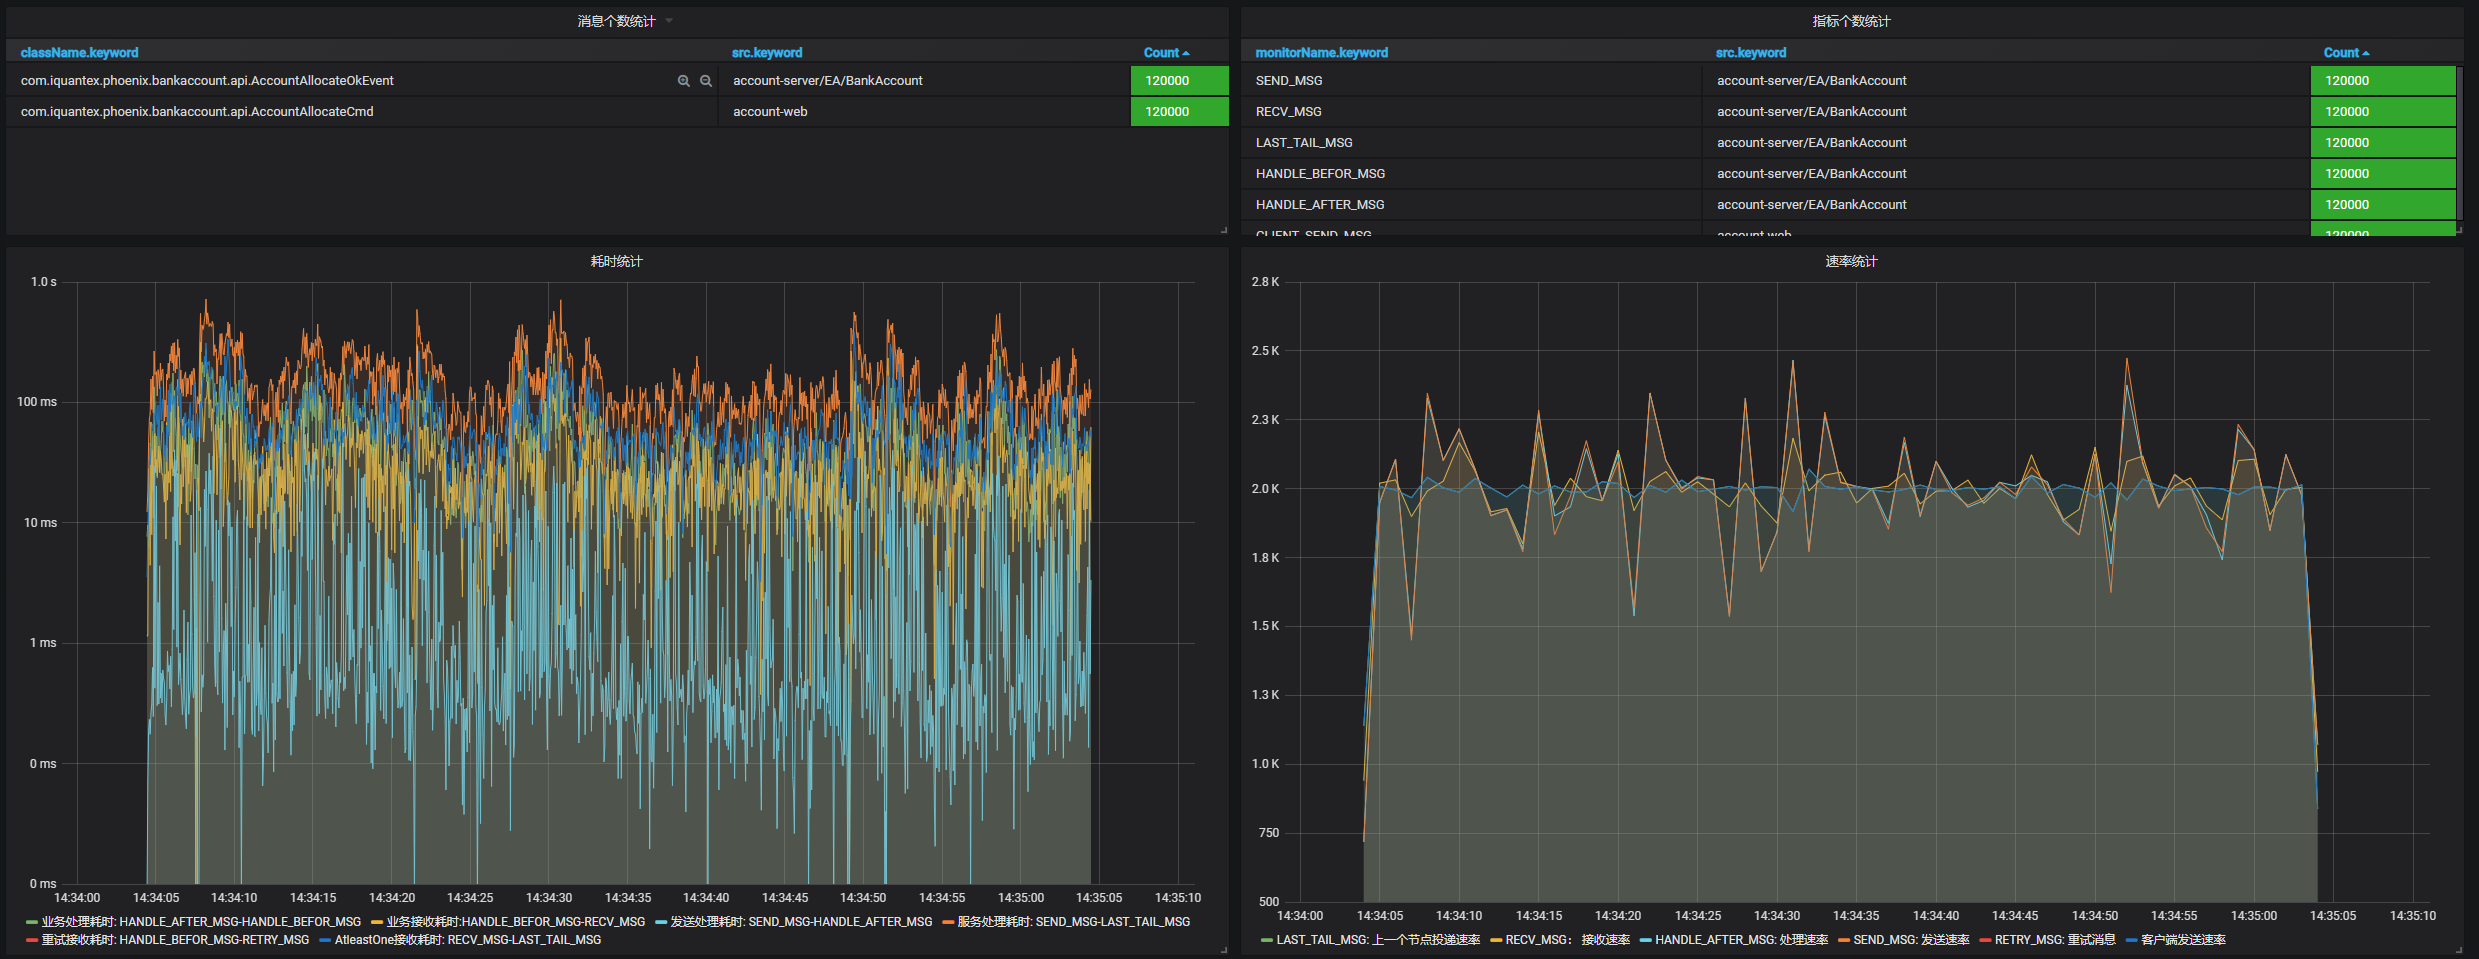 消息个数统计
className.keyword src.keyword Count
com.iquantex.phoenix.bankaccount.api.AccountAllocateOkEvent account-server/EA/BankAccount 120000
com.iquantex.phoenix.bankaccount.api.AccountAllocateCmd account-web 120000
指标个数统计
monitorName.keyword src.keyword Count
SEND_MSG account-server/EA/BankAccount 120000
RECV_MSG account-server/EA/BankAccount 120000
LAST_TAIL_MSG account-server/EA/BankAccount 120000
HANDLE_BEFOR_MSG account-server/EA/BankAccount 120000
HANDLE_AFTER_MSG account-server/EA/BankAccount 120000
CLIENT_SEND_MSG account-web 120000
耗时统计
1.0 s
100 ms
10 ms
1 ms
0 ms
0 ms
14:34:00 14:34:05 14:34:10 14:34:15 14:34:20 14:34:25 14:34:30 14:34:35 14:34:40 14:34:45 14:34:50 14:34:55 14:35:00 14:35:05 14:35:10
业务处理耗时: HANDLE_AFTER_MSG-HANDLE_BEFOR_MSG 业务接收耗时:HANDLE_BEFOR_MSG-RECV_MSG 发送处理耗时: SEND_MSG-HANDLE_AFTER_MSG 服务处理耗时: SEND_MSG-LAST_TAIL_MSG
重试接收耗时: HANDLE_BEFOR_MSG-RETRY_MSG AtleastOne接收耗时: RECV_MSG-LAST_TAIL_MSG
速率统计
2.8 K
2.5 K
2.3 K
2.0 K
1.8 K
1.5 K
1.3 K
1.0 K
750
500
14:34:00 14:34:05 14:34:10 14:34:15 14:34:20 14:34:25 14:34:30 14:34:35 14:34:40 14:34:45 14:34:50 14:34:55 14:35:00 14:35:05 14:35:10
LAST_TAIL_MSG: 上一个节点投递速率 RECV_MSG： 接收速率 HANDLE_AFTER_MSG: 处理速率 SEND_MSG: 发送速率 RETRY_MSG: 重试消息 客户端发送速率